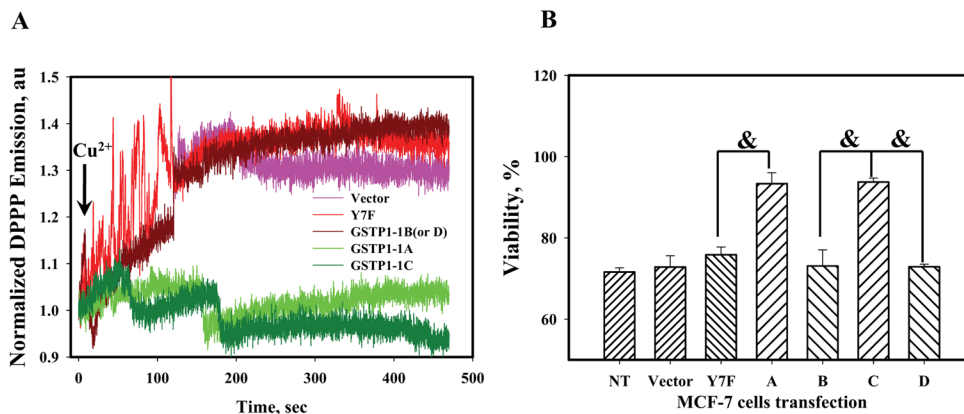 A
Normalized DPPP Emission, au
1.5
1.4
1.3
1.2
1.1
1.0
0.9
Cu²⁺
Vector
Y7F
GSTP1-1B(or D)
GSTP1-1A
GSTP1-1C
0 100 200 300 400 500
Time, sec
B
Viability, %
120
100
80
60
& & &
NT Vector Y7F A B C D
MCF-7 cells transfection